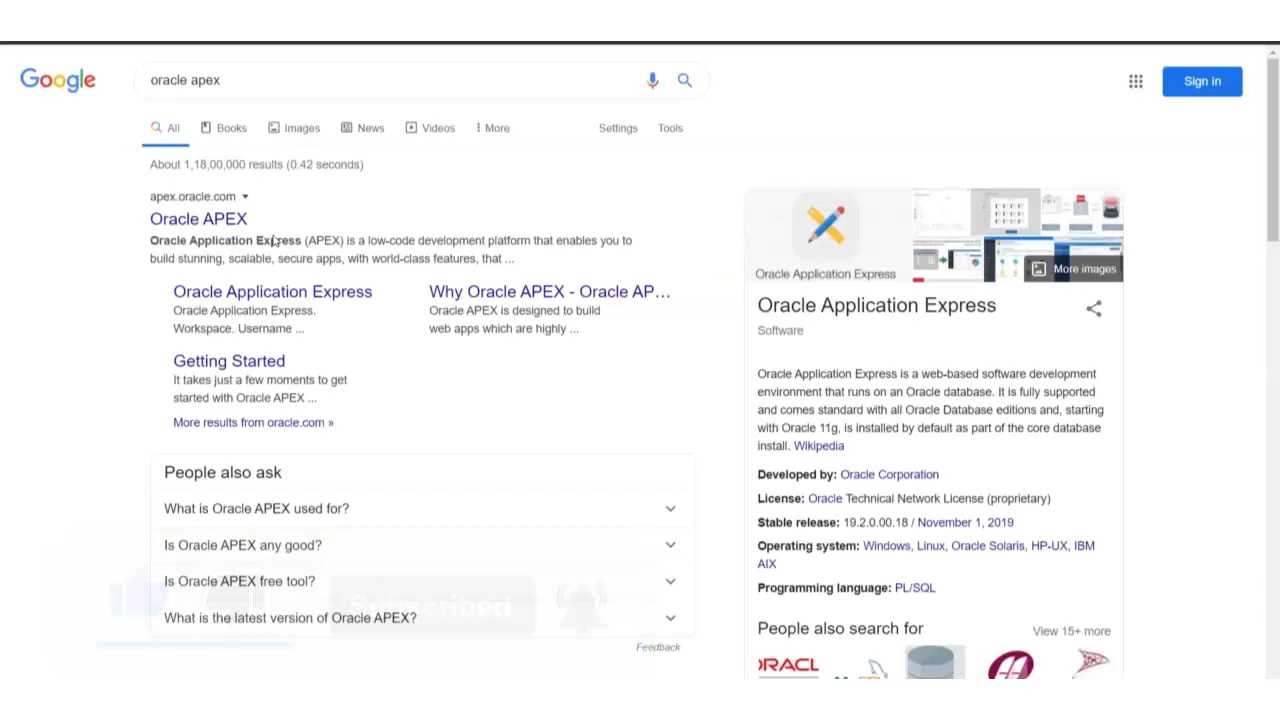 Google
oracle apex
Sign in
All
Books
Images
News
Videos
More
Settings
Tools
About 1,18,00,000 results (0.42 seconds)
apex.oracle.com
Oracle APEX
Oracle Application Express (APEX) is a low-code development platform that enables you to
build stunning, scalable, secure apps, with world-class features, that ...
Oracle Application Express
Oracle Application Express.
Workspace. Username ...
Why Oracle APEX - Oracle AP...
Oracle APEX is designed to build
web apps which are highly ...
Getting Started
It takes just a few moments to get
started with Oracle APEX ...
More results from oracle.com »
People also ask
What is Oracle APEX used for?
Is Oracle APEX any good?
Is Oracle APEX free tool?
What is the latest version of Oracle APEX?
Subscribed
Feedback
Oracle Application Express
More images
Oracle Application Express
Software
Oracle Application Express is a web-based software development
environment that runs on an Oracle database. It is fully supported
and comes standard with all Oracle Database editions and, starting
with Oracle 11g, is installed by default as part of the core database
install. Wikipedia
Developed by: Oracle Corporation
License: Oracle Technical Network License (proprietary)
Stable release: 19.2.0.00.18 / November 1, 2019
Operating system: Windows, Linux, Oracle Solaris, HP-UX, IBM
AIX
Programming language: PL/SQL
People also search for
View 15+ more
ORACL